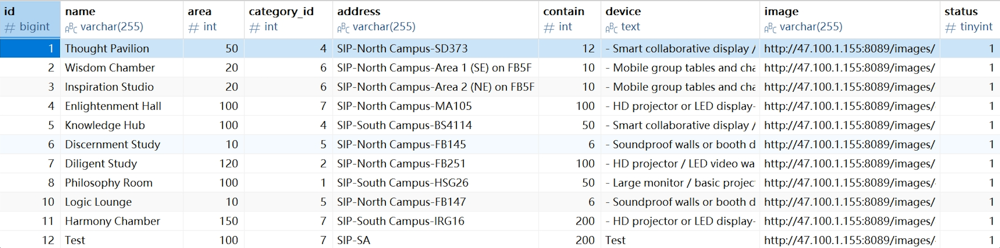 id name area category_id address contain device image status
# bigint ABC varchar(255) # int # int ABC varchar(255) # int ABC text ABC varchar(255) # tinyint
1 Thought Pavilion 50 4 SIP-North Campus-SD373 12 - Smart collaborative display / http://47.100.1.155:8089/images/ 1
2 Wisdom Chamber 20 6 SIP-North Campus-Area 1 (SE) on FB5F 10 - Mobile group tables and cha http://47.100.1.155:8089/images/ 1
3 Inspiration Studio 20 6 SIP-North Campus-Area 2 (NE) on FB5F 10 - Mobile group tables and cha http://47.100.1.155:8089/images/ 1
4 Enlightenment Hall 100 7 SIP-North Campus-MA105 100 - HD projector or LED display- http://47.100.1.155:8089/images/ 1
5 Knowledge Hub 100 4 SIP-South Campus-BS4114 50 - Smart collaborative display / http://47.100.1.155:8089/images/ 1
6 Discernment Study 10 5 SIP-North Campus-FB145 6 - Soundproof walls or booth d http://47.100.1.155:8089/images/ 1
7 Diligent Study 120 2 SIP-North Campus-FB251 100 - HD projector / LED video wa http://47.100.1.155:8089/images/ 1
8 Philosophy Room 100 1 SIP-South Campus-HSG26 50 - Large monitor / basic projec http://47.100.1.155:8089/images/ 1
10 Logic Lounge 10 5 SIP-North Campus-FB147 6 - Soundproof walls or booth d http://47.100.1.155:8089/images/ 1
11 Harmony Chamber 150 7 SIP-South Campus-IRG16 200 - HD projector or LED display- http://47.100.1.155:8089/images/ 1
12 Test 100 7 SIP-SA 200 Test http://47.100.1.155:8089/images/ 1